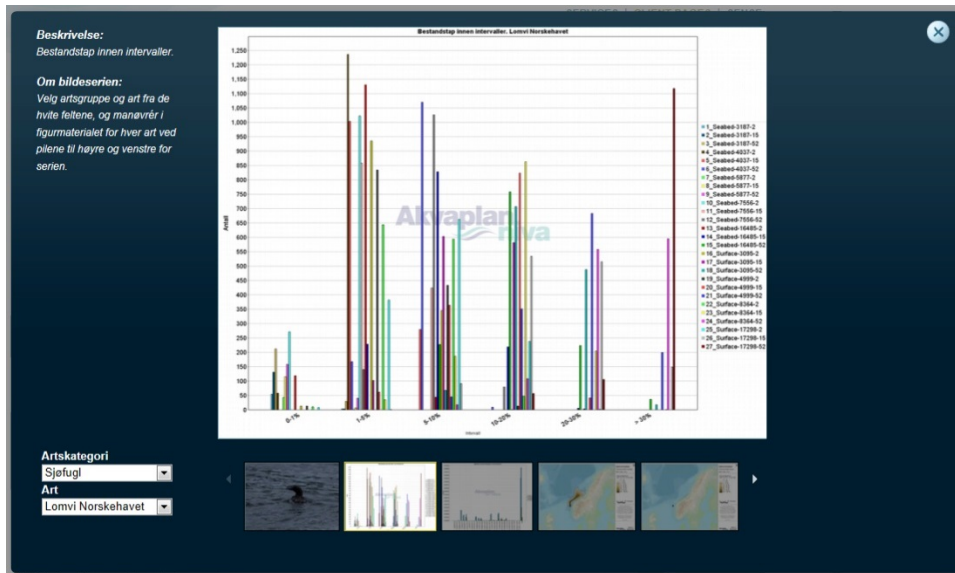 Beskrivelse:
Bestandstap innen intervaller.
Om bildeserien:
Velg artsgruppe og art fra de
hvite feltene, og manøvrér i
figurmaterialet for hver art ved
pilene til høyre og venstre for
serien.
Bestandstap innen intervaller. Lomvi Norskehavet
1,250
1,200
1,150
1,100
1,050
1,000
950
900
850
800
750
700
650
600
550
500
450
400
350
300
250
200
150
100
50
0
Antall
Akvaplan
niva
0-1%
1-5%
5-10%
10-20%
20-30%
> 30%
Intervall
1_Seabed-3187-2
2_Seabed-3187-15
3_Seabed-3187-52
4_Seabed-4037-2
5_Seabed-4037-15
6_Seabed-4037-52
7_Seabed-5877-2
8_Seabed-5877-15
9_Seabed-5877-52
10_Seabed-7556-2
11_Seabed-7556-15
12_Seabed-7556-52
13_Seabed-16485-2
14_Seabed-16485-15
15_Seabed-16485-52
16_Surface-3095-2
17_Surface-3095-15
18_Surface-3095-52
19_Surface-4999-2
20_Surface-4999-15
21_Surface-4999-52
22_Surface-8364-2
23_Surface-8364-15
24_Surface-8364-52
25_Surface-17298-2
26_Surface-17298-15
27_Surface-17298-52
Artskategori
Sjøfugl
Art
Lomvi Norskehavet